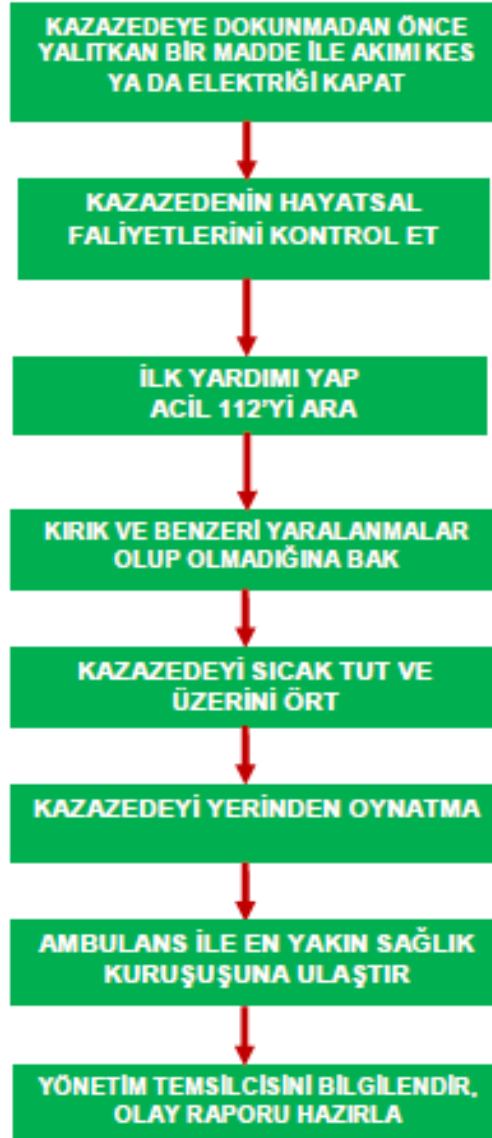 KAZAZEDEYE DOKUNMADAN ÖNCE
YALITKAN BİR MADDE İLE AKIMI KES
YA DA ELEKTRİĞİ KAPAT
KAZAZEDENİN HAYATSAL
FALİYETLERİNİ KONTROL ET
İLK YARDIMI YAP
ACİL 112'Yİ ARA
KIRIK VE BENZERİ YARALANMALAR
OLUP OLMADIĞINA BAK
KAZAZEDEYİ SICAK TUT VE
ÜZERİNİ ÖRT
KAZAZEDEYİ YERİNDEN OYNATMA
AMBULANS İLE EN YAKIN SAĞLIK
KURUŞUŞUNA ULAŞTIR
YÖNETİM TEMSİLCİSİNİ BİLGİLENDİR,
OLAY RAPORU HAZIRLA